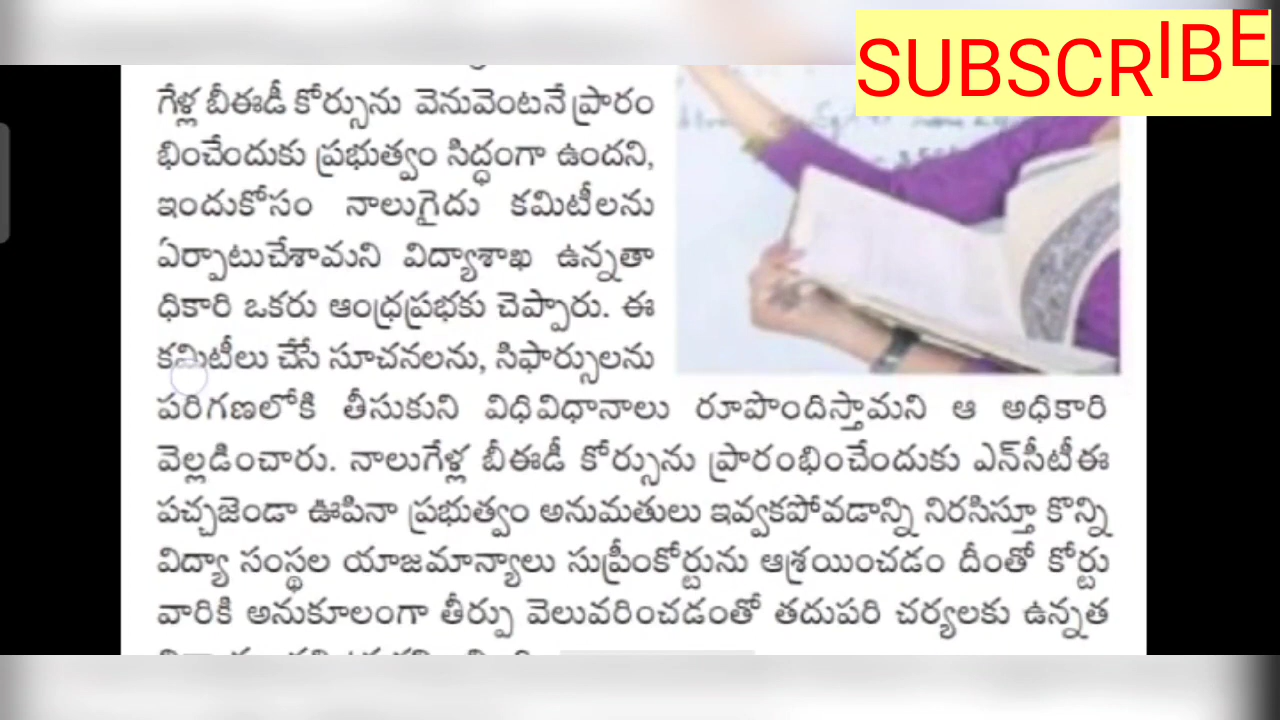 SUBSCRIBE
గేళ్ల బీఈడీ కోర్సును వెనువెంటనే ప్రారం
భించేందుకు ప్రభుత్వం సిద్ధంగా ఉందని,
ఇందుకోసం నాలుగైదు కమిటీలను
ఏర్పాటుచేశామని విద్యాశాఖ ఉన్నతా
ధికారి ఒకరు ఆంధ్రప్రభకు చెప్పారు. ఈ
కమిటీలు చేసే సూచనలను, సిఫార్సులను
పరిగణలోకి తీసుకుని విధివిధానాలు రూపొందిస్తామని ఆ అధికారి
వెల్లడించారు. నాలుగేళ్ల బీఈడీ కోర్సును ప్రారంభించేందుకు ఎన్‌సీటీఈ
పచ్చజెండా ఊపినా ప్రభుత్వం అనుమతులు ఇవ్వకపోవడాన్ని నిరసిస్తూ కొన్ని
విద్యా సంస్థల యాజమాన్యాలు సుప్రీంకోర్టును ఆశ్రయించడం దీంతో కోర్టు
వారికి అనుకూలంగా తీర్పు వెలువరించడంతో తదుపరి చర్యలకు ఉన్నత